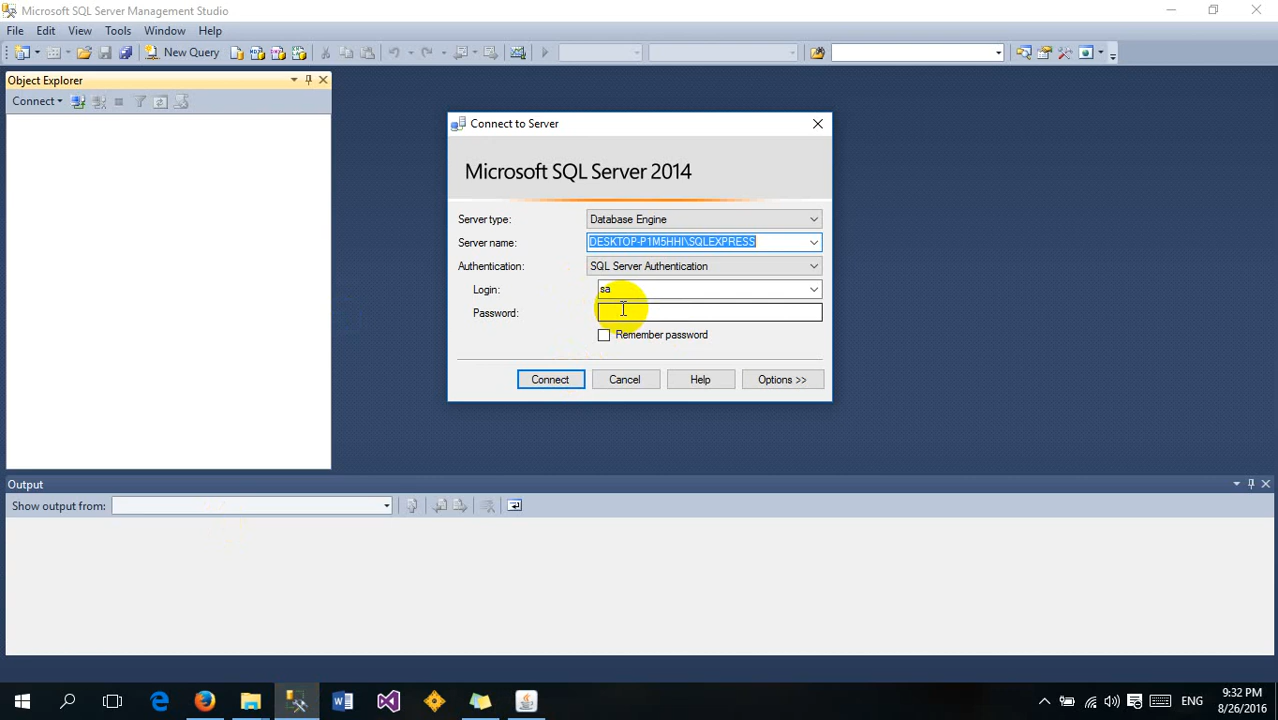 Microsoft SQL Server Management Studio
File Edit View Tools Window Help
New Query
Object Explorer
Connect
Connect to Server
Microsoft SQL Server 2014
Server type: Database Engine
Server name: DESKTOP-P1M5HHI\SQLEXPRESS
Authentication: SQL Server Authentication
Login: sa
Password:
Remember password
Connect Cancel Help Options >>
Output
Show output from:
ENG
9:32 PM
8/26/2016